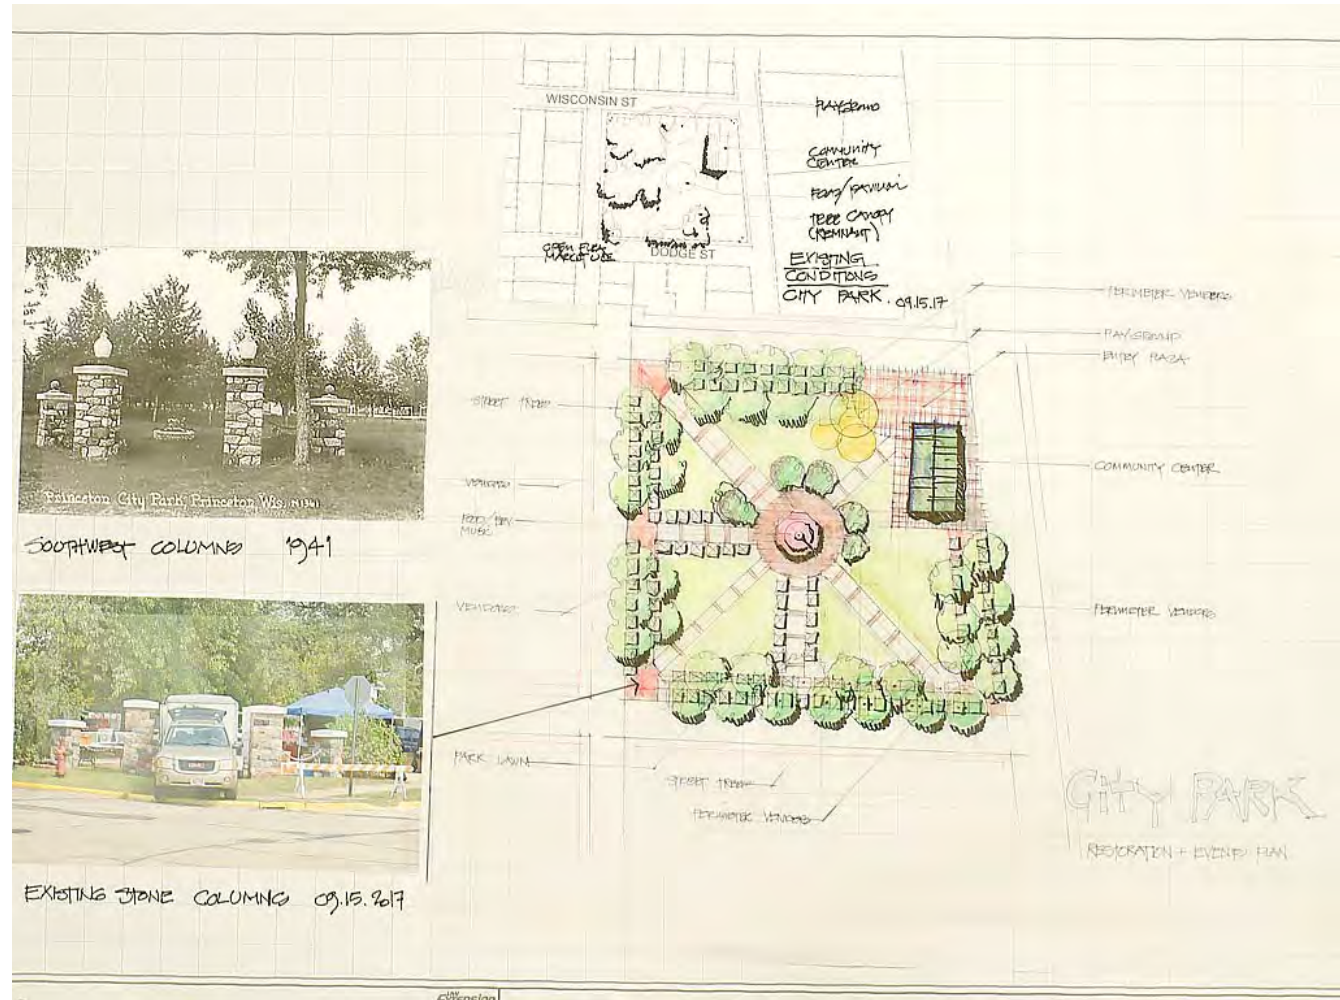 WISCONSIN ST
PLAYGROUND
COMMUNITY
CENTER
FOOD/PAVILION
TREE CANOPY
(REMNANT)
OPEN FLEA
MARKET USE
DODGE ST
EXISTING
CONDITIONS
CITY PARK. 09.15.17
Princeton City Park, Princeton, Wis.
SOUTHWEST COLUMNS 1941
EXISTING STONE COLUMNS 09.15.2017
STREET TREES
VENDORS
FOOD/BEV
MUSIC
VENDORS
PARK LAWN
STREET TREES
PERIMETER VENDORS
PERIMETER VENDERS
PLAYGROUND
ENTRY PLAZA
COMMUNITY CENTER
PERIMETER VENDERS
CITY PARK
RESTORATION + EVENTS PLAN
Extension